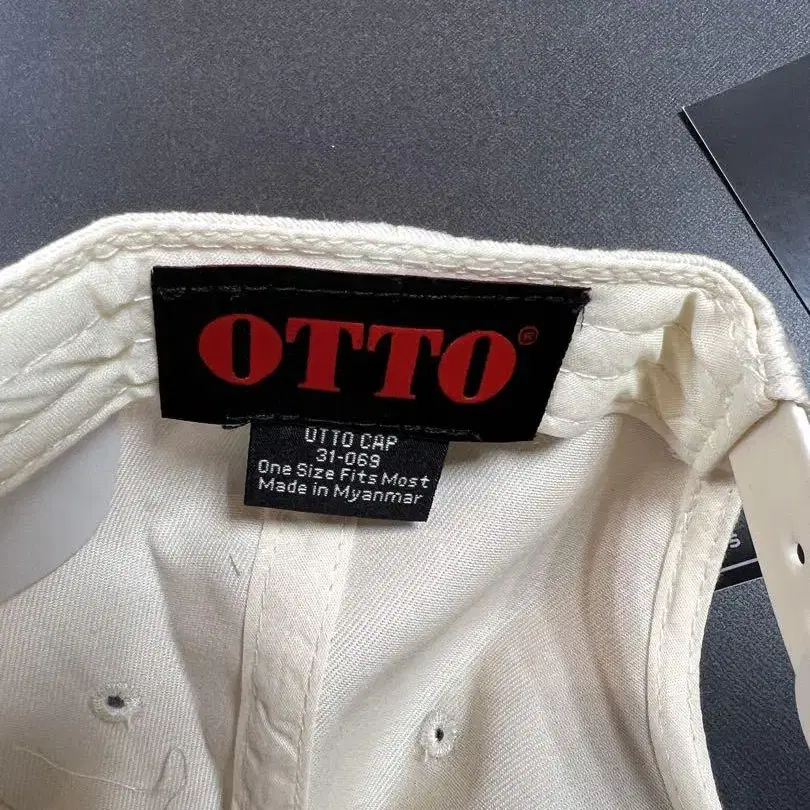 OTTO®
OTTO CAP
31-069
One Size Fits Most
Made in Myanmar